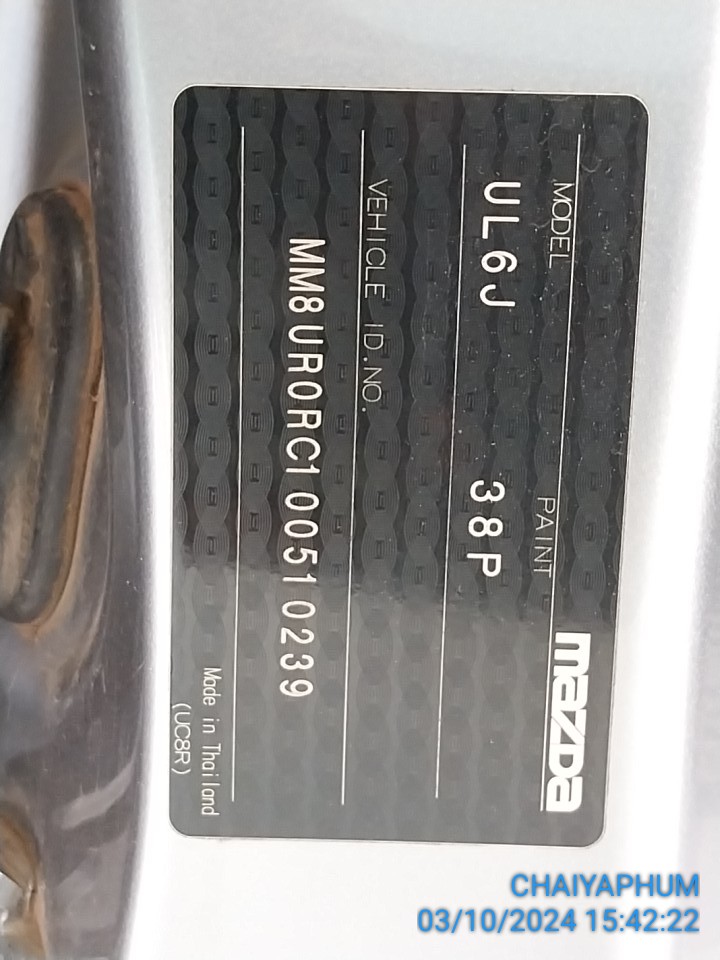 mazda
MODEL PAINT
UL6J 38P
VEHICLE ID.NO.
MM8UR0RC100510239
Made in Thailand
(UC8R)
CHAIYAPHUM
03/10/2024 15:42:22